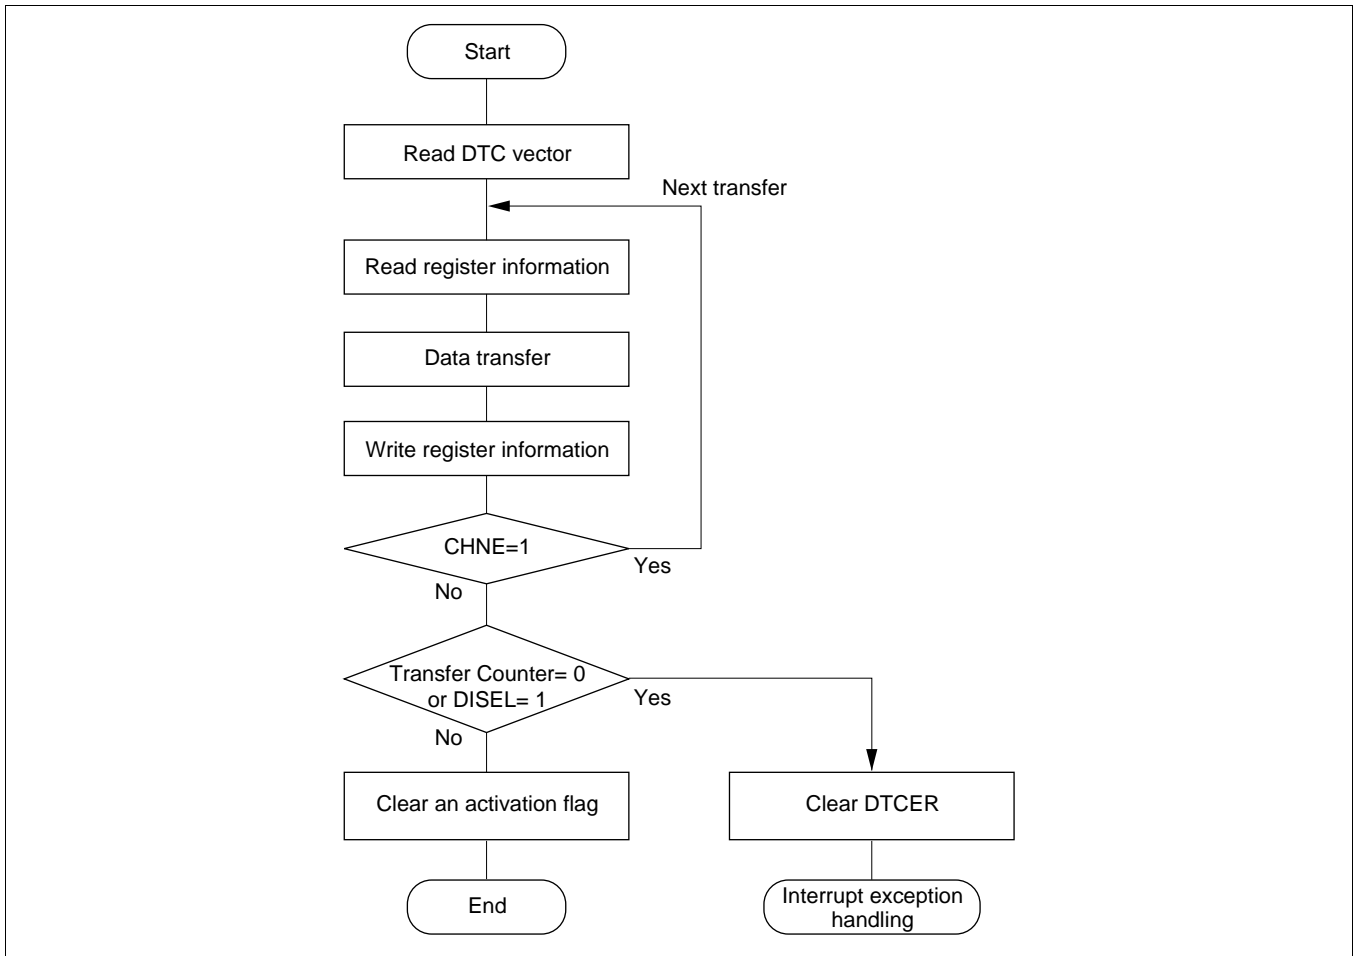 Start
Read DTC vector
Next transfer
Read register information
Data transfer
Write register information
CHNE=1
Yes
No
Transfer Counter= 0
or DISEL= 1
Yes
No
Clear an activation flag
Clear DTCER
End
Interrupt exception
handling